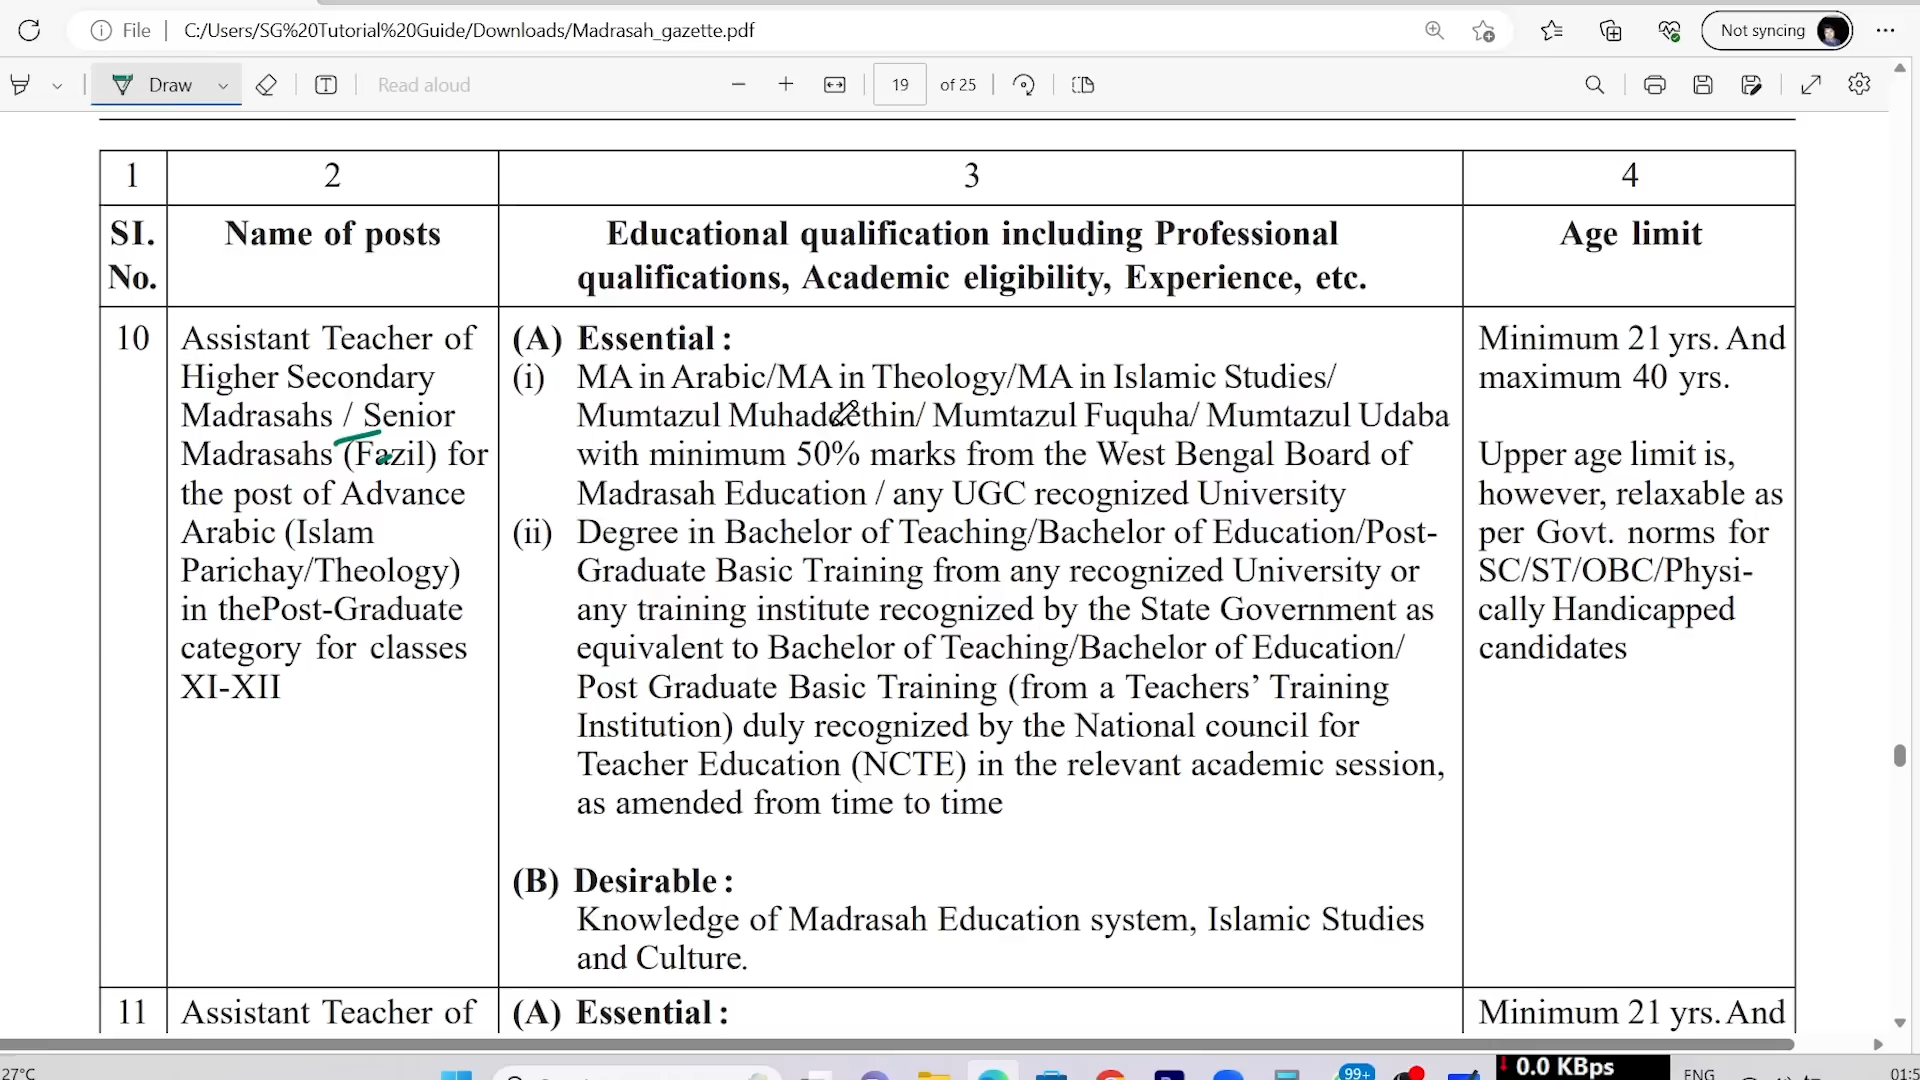 File
C:/Users/SG%20Tutorial%20Guide/Downloads/Madrasah_gazette.pdf
Not syncing
Draw
Read aloud
19
of 25
1
2
3
4
SI.
No.
Name of posts
Educational qualification including Professional
qualifications, Academic eligibility, Experience, etc.
Age limit
10
Assistant Teacher of
Higher Secondary
Madrasahs / Senior
Madrasahs (Fazil) for
the post of Advance
Arabic (Islam
Parichay/Theology)
in thePost-Graduate
category for classes
XI-XII
(A) Essential :
(i) MA in Arabic/MA in Theology/MA in Islamic Studies/
Mumtazul Muhaddethin/ Mumtazul Fuquha/ Mumtazul Udaba
with minimum 50% marks from the West Bengal Board of
Madrasah Education / any UGC recognized University
(ii) Degree in Bachelor of Teaching/Bachelor of Education/Post-
Graduate Basic Training from any recognized University or
any training institute recognized by the State Government as
equivalent to Bachelor of Teaching/Bachelor of Education/
Post Graduate Basic Training (from a Teachers’ Training
Institution) duly recognized by the National council for
Teacher Education (NCTE) in the relevant academic session,
as amended from time to time
(B) Desirable :
Knowledge of Madrasah Education system, Islamic Studies
and Culture.
Minimum 21 yrs. And
maximum 40 yrs.
Upper age limit is,
however, relaxable as
per Govt. norms for
SC/ST/OBC/Physi-
cally Handicapped
candidates
11
Assistant Teacher of
(A) Essential :
Minimum 21 yrs. And
27°C
99+
0.0 KBps
ENG